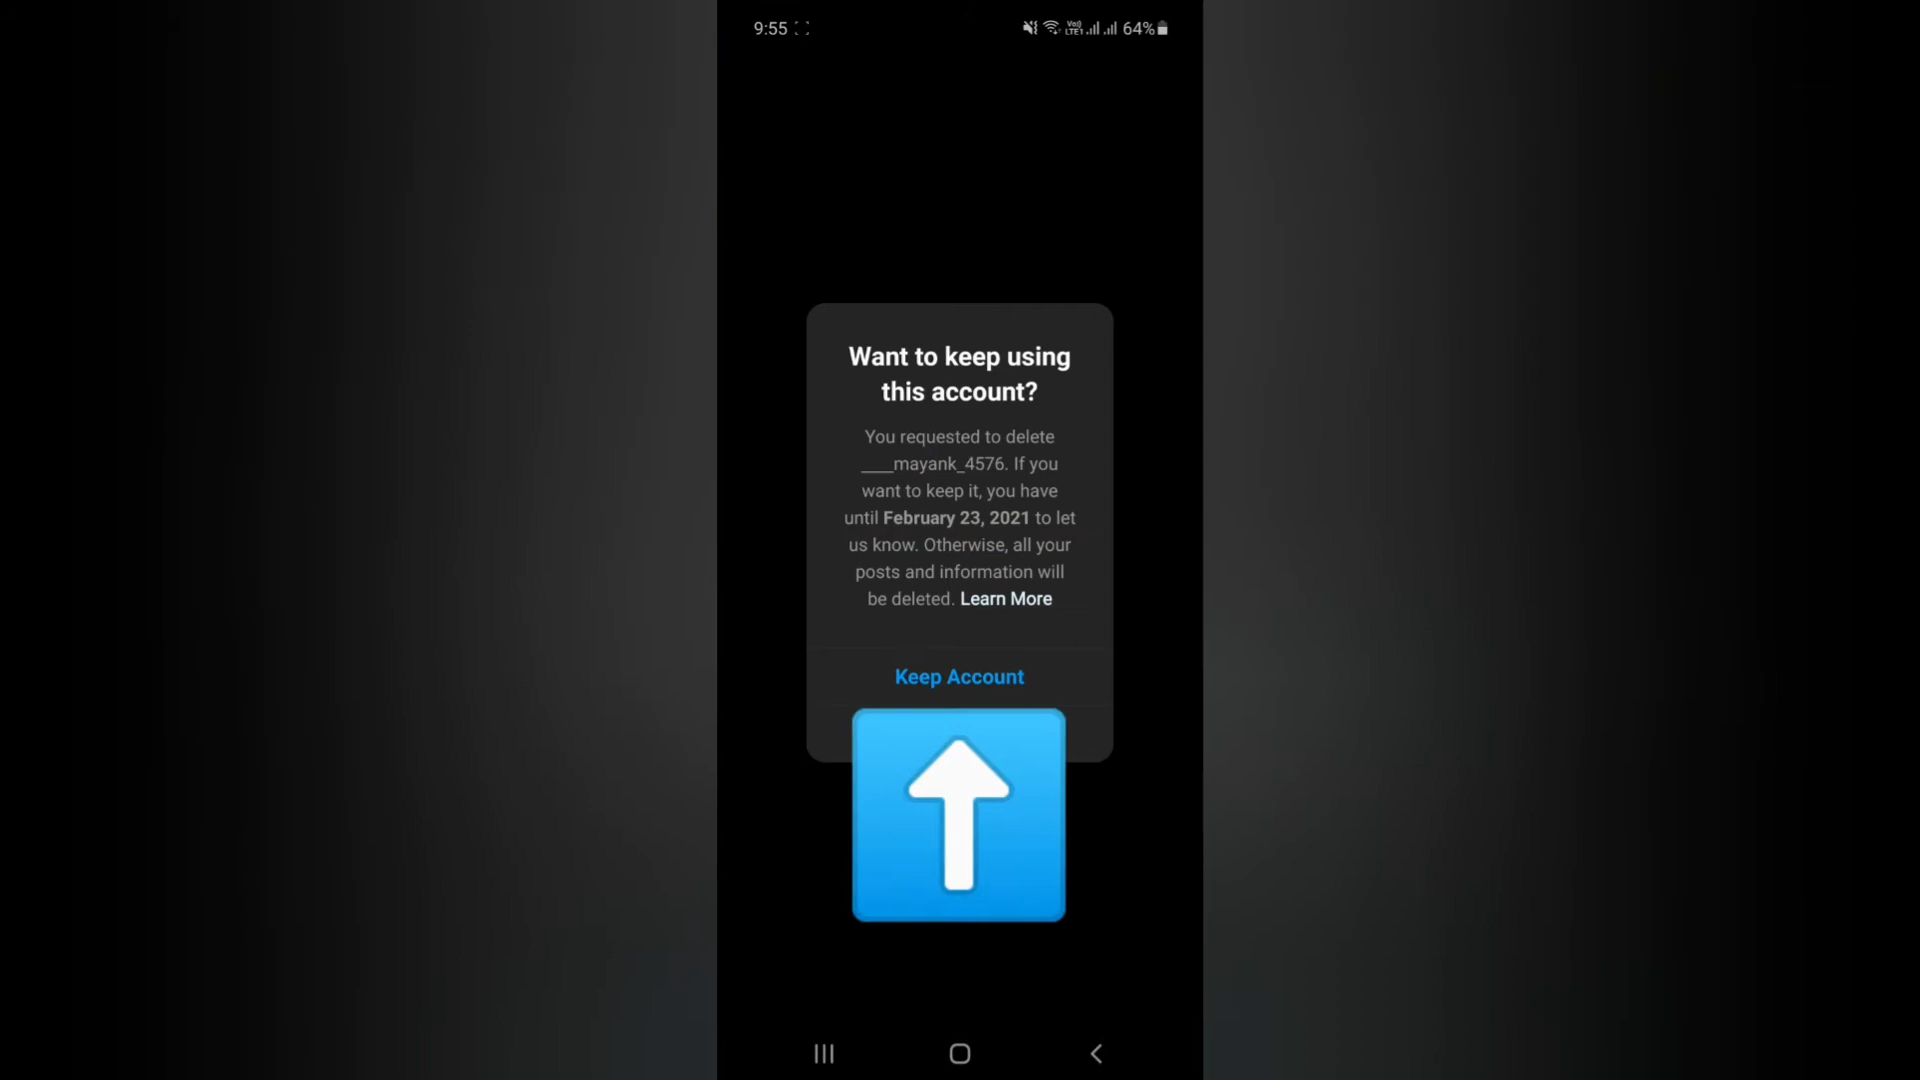 9:55
Vo) LTE1 64%
Want to keep using
this account?
You requested to delete
____mayank_4576. If you
want to keep it, you have
until February 23, 2021 to let
us know. Otherwise, all your
posts and information will
be deleted. Learn More
Keep Account